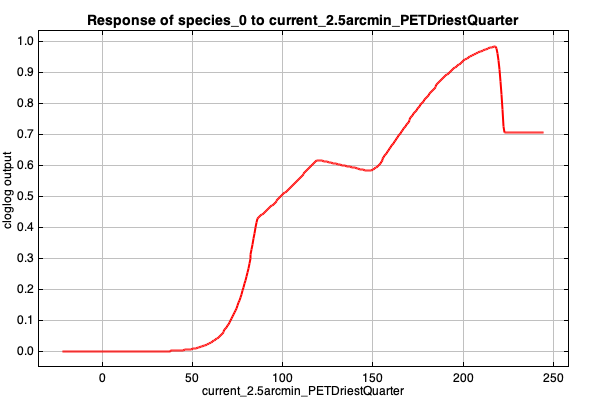 Response of species_0 to current_2.5arcmin_PETDriestQuarter
1.0
0.9
0.8
0.7
0.6
0.5
0.4
0.3
0.2
0.1
0.0
cloglog output
0 50 100 150 200 250
current_2.5arcmin_PETDriestQuarter